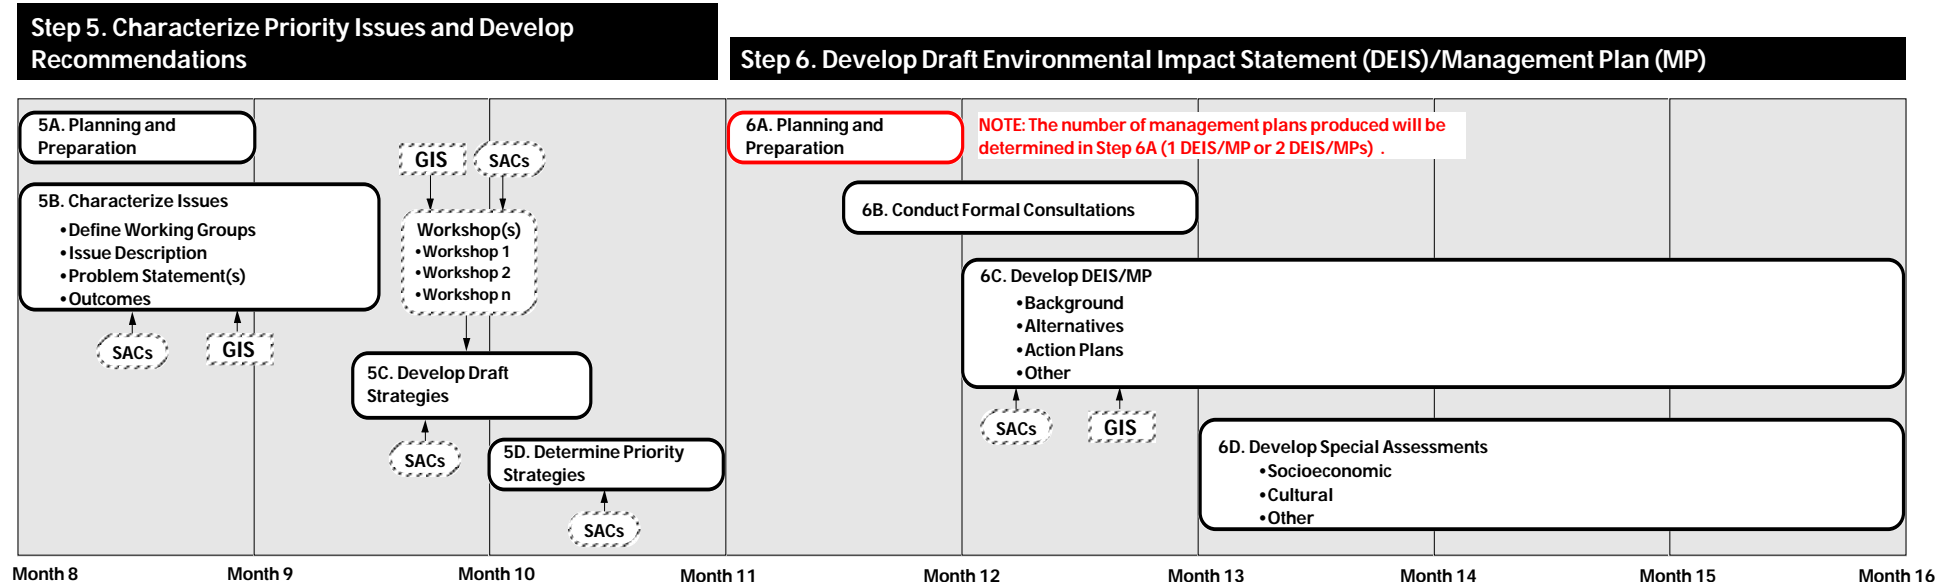 Step 5. Characterize Priority Issues and Develop
Recommendations
Step 6. Develop Draft Environmental Impact Statement (DEIS)/Management Plan (MP)
5A. Planning and
Preparation
5B. Characterize Issues
•Define Working Groups
•Issue Description
•Problem Statement(s)
•Outcomes
SACs
GIS
GIS
SACs
Workshop(s)
•Workshop 1
•Workshop 2
•Workshop n
5C. Develop Draft
Strategies
SACs
5D. Determine Priority
Strategies
SACs
6A. Planning and
Preparation
NOTE: The number of management plans produced will be
determined in Step 6A (1 DEIS/MP or 2 DEIS/MPs) .
6B. Conduct Formal Consultations
6C. Develop DEIS/MP
•Background
•Alternatives
•Action Plans
•Other
SACs
GIS
6D. Develop Special Assessments
•Socioeconomic
•Cultural
•Other
Month 8
Month 9
Month 10
Month 11
Month 12
Month 13
Month 14
Month 15
Month 16